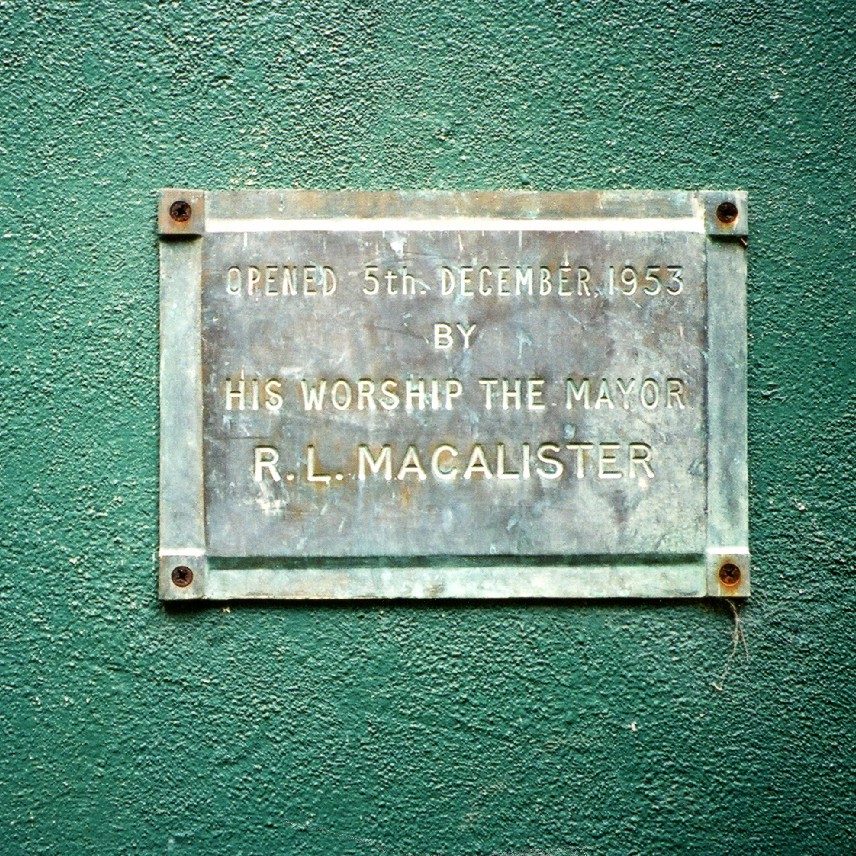 OPENED 5th. DECEMBER, 1953
BY
HIS WORSHIP THE MAYOR
R. L. MACALISTER